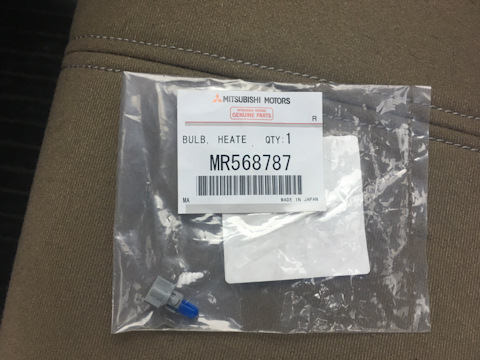 MITSUBISHI MOTORS
GENUINE PARTS
R
BULB, HEATE QTY:1
MR568787
MA MADE IN JAPAN